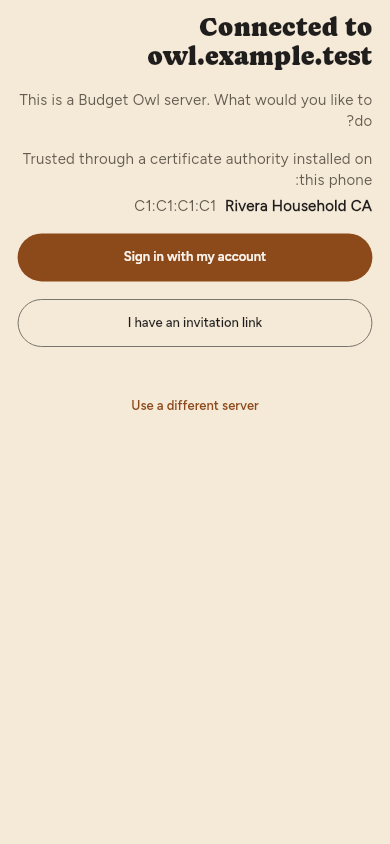 Connected to
owl.example.test
This is a Budget Owl server. What would you like to
do?
Trusted through a certificate authority installed on
this phone:
Rivera Household CA C1:C1:C1:C1
Sign in with my account
I have an invitation link
Use a different server